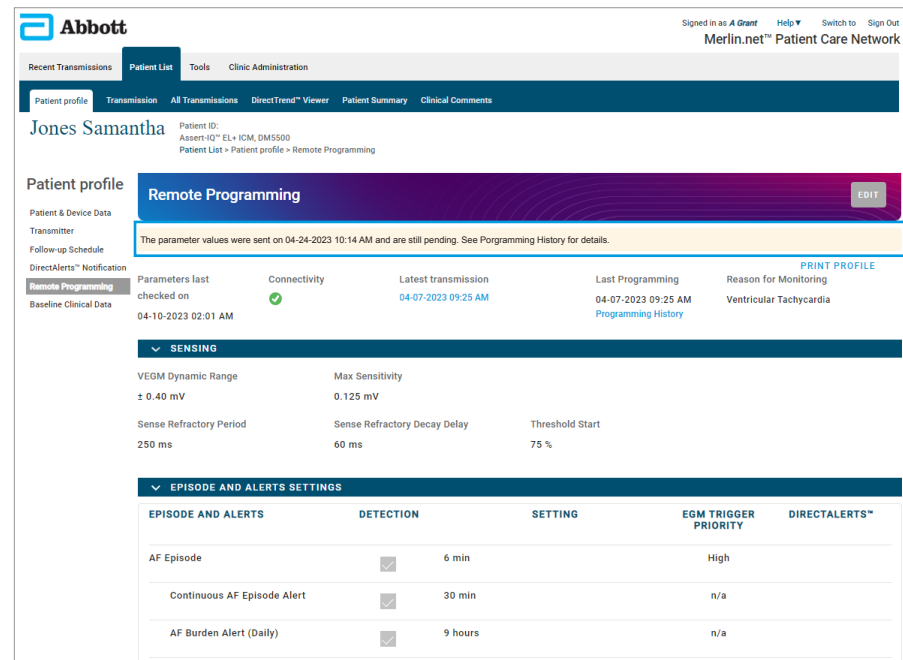 Abbott
Signed in as A Grant Help▼ Switch to Sign Out
Merlin.net™ Patient Care Network
Recent Transmissions Patient List Tools Clinic Administration
Patient profile Transmission All Transmissions DirectTrend™ Viewer Patient Summary Clinical Comments
Jones Samantha
Patient ID:
Assert-IQ™ EL+ ICM, DM5500
Patient List > Patient profile > Remote Programming
Patient profile
Patient & Device Data
Transmitter
Follow-up Schedule
DirectAlerts™ Notification
Remote Programming
Baseline Clinical Data
Remote Programming
EDIT
The parameter values were sent on 04-24-2023 10:14 AM and are still pending. See Porgramming History for details.
PRINT PROFILE
Parameters last checked on
04-10-2023 02:01 AM
Connectivity
Latest transmission
04-07-2023 09:25 AM
Last Programming
04-07-2023 09:25 AM
Programming History
Reason for Monitoring
Ventricular Tachycardia
SENSING
VEGM Dynamic Range Max Sensitivity
± 0.40 mV 0.125 mV
Sense Refractory Period Sense Refractory Decay Delay Threshold Start
250 ms 60 ms 75 %
EPISODE AND ALERTS SETTINGS
EPISODE AND ALERTS DETECTION SETTING EGM TRIGGER PRIORITY DIRECTALERTS™
AF Episode 6 min High
Continuous AF Episode Alert 30 min n/a
AF Burden Alert (Daily) 9 hours n/a